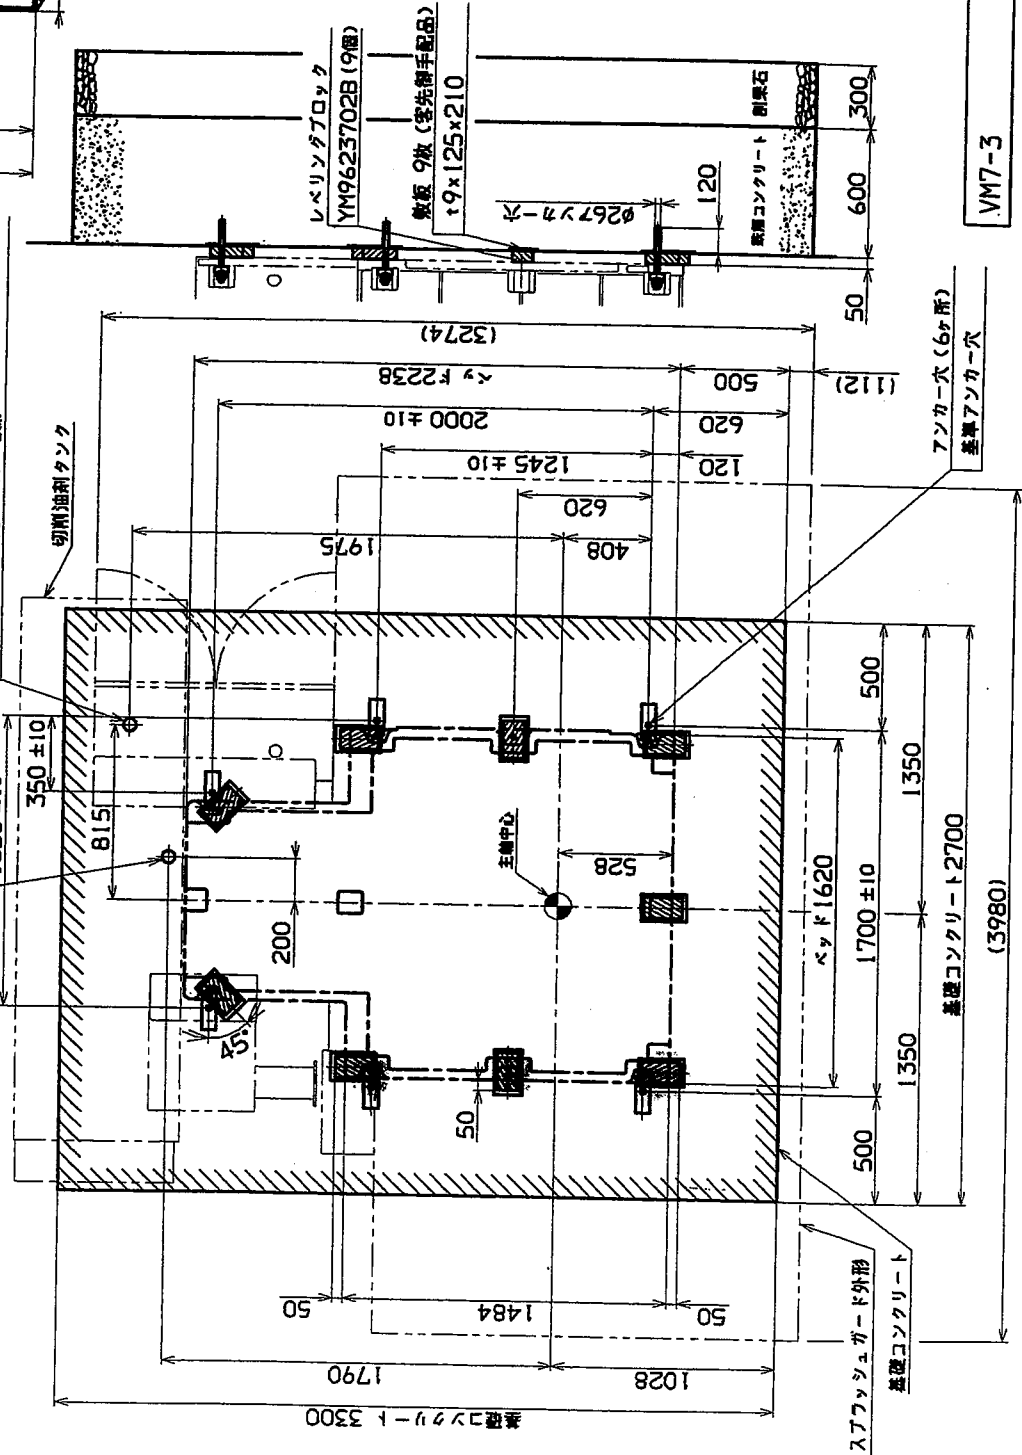 切削油剤タンク
レベリングブロック
YM9623702B (9個)
敷板 9枚 (客先御手配品)
t9x125x210
φ26アンカー穴
120
鉄筋コンクリート
割栗石
50
600
300
VM7-3
(3274)
ベッド2238
500
(112)
2000±10
620
1245±10
120
620
1975
408
アンカー穴 (6ヶ所)
基準アンカー穴
350±10
815
200
45°
主軸中心
528
50
ベッド1620
500
1700±10
500
1350
1350
基礎コンクリート2700
(3980)
50
1484
50
1790
1028
基礎コンクリート 3300
スプラッシュガード外形
基礎コンクリート